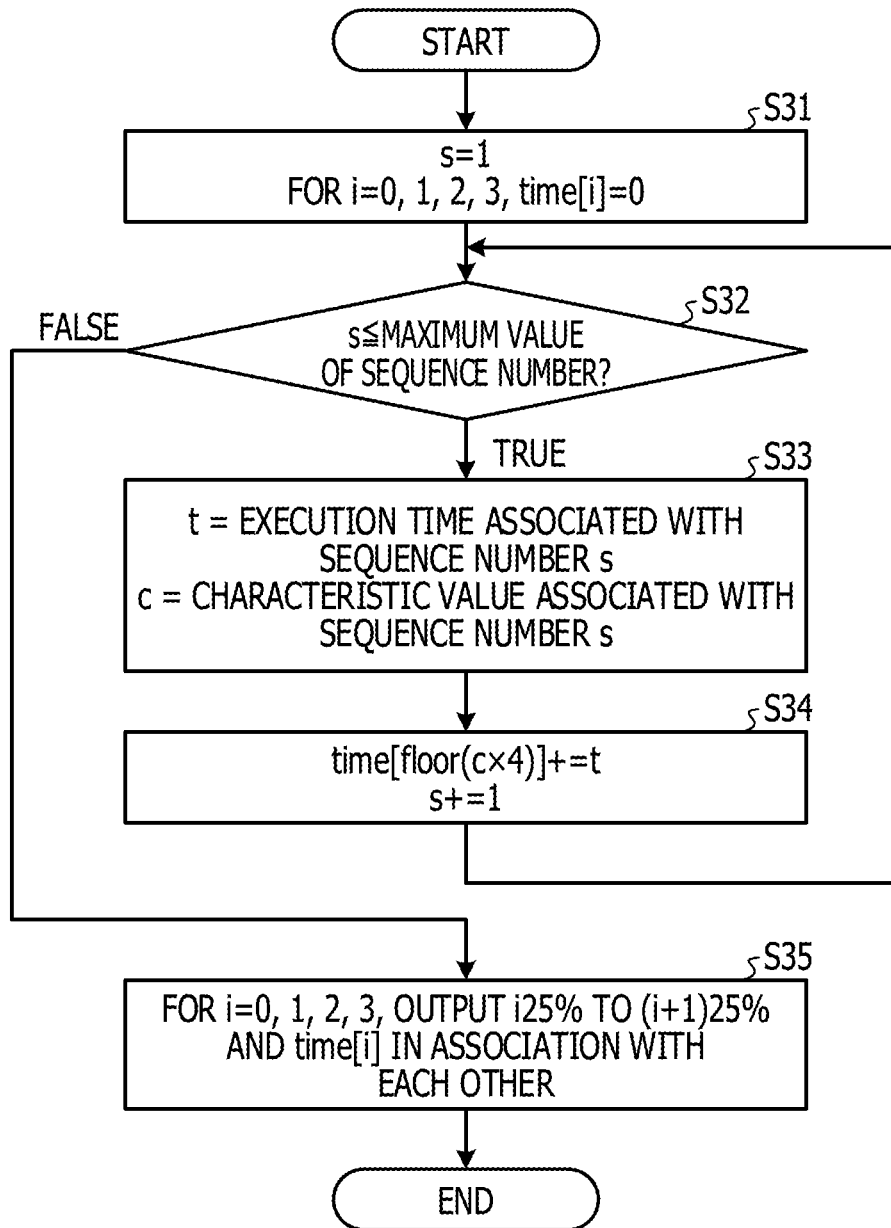 START
S31
s=1
FOR i=0, 1, 2, 3, time[i]=0
S32
FALSE
s≦MAXIMUM VALUE
OF SEQUENCE NUMBER?
TRUE
S33
t = EXECUTION TIME ASSOCIATED WITH
SEQUENCE NUMBER s
c = CHARACTERISTIC VALUE ASSOCIATED WITH
SEQUENCE NUMBER s
S34
time[floor(c×4)]+=t
s+=1
S35
FOR i=0, 1, 2, 3, OUTPUT i25% TO (i+1)25%
AND time[i] IN ASSOCIATION WITH
EACH OTHER
END